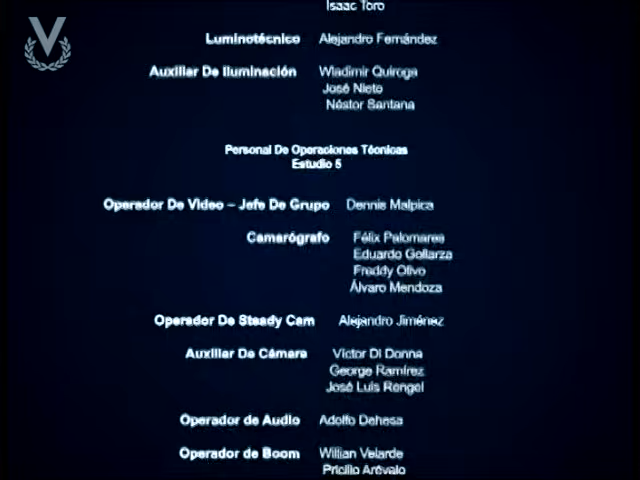 Isaac Toro
Luminotécnico Alejandro Fernández
Auxiliar De Iluminación Wladimir Quiroga
José Nieto
Néstor Santana
Personal De Operaciones Técnicas
Estudio 5
Operador De Video – Jefe De Grupo Dennis Malpica
Camarógrafo Félix Palomares
Eduardo Gollarza
Freddy Olivo
Álvaro Mendoza
Operador De Steady Cam Alejandro Jiménez
Auxiliar De Cámara Víctor Di Donna
George Ramírez
José Luis Rengel
Operador de Audio Adolfo Dehesa
Operador de Boom Willian Velarde
Pricilio Arévalo